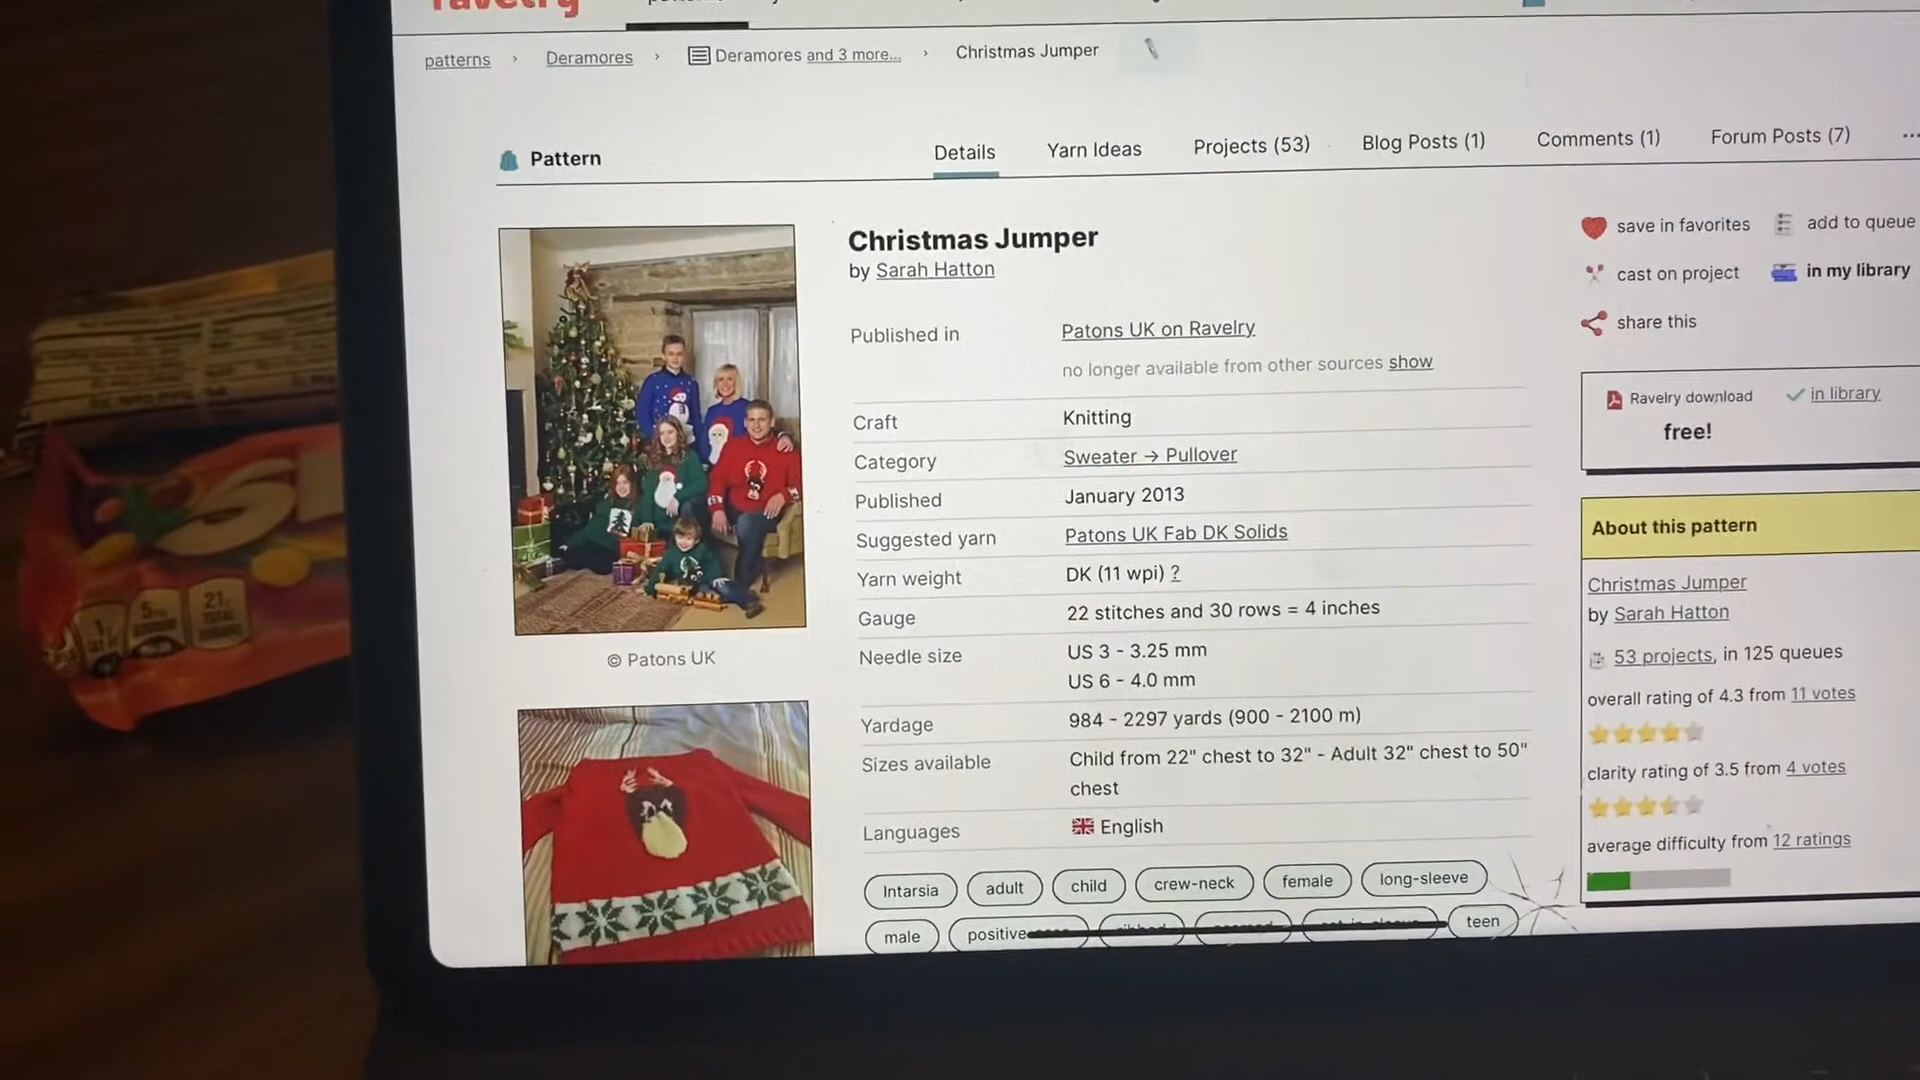 ravelry
patterns > Deramores > Deramores and 3 more... > Christmas Jumper
Pattern
Details Yarn Ideas Projects (53) Blog Posts (1) Comments (1) Forum Posts (7) ...
Christmas Jumper
by Sarah Hatton
Published in Patons UK on Ravelry
no longer available from other sources show
Craft Knitting
Category Sweater → Pullover
Published January 2013
Suggested yarn Patons UK Fab DK Solids
Yarn weight DK (11 wpi) ?
Gauge 22 stitches and 30 rows = 4 inches
Needle size US 3 - 3.25 mm
US 6 - 4.0 mm
Yardage 984 - 2297 yards (900 - 2100 m)
Sizes available Child from 22" chest to 32" - Adult 32" chest to 50"
chest
Languages English
Intarsia adult child crew-neck female long-sleeve
male positive teen
© Patons UK
save in favorites add to queue
cast on project in my library
share this
Ravelry download in library
free!
About this pattern
Christmas Jumper
by Sarah Hatton
53 projects, in 125 queues
overall rating of 4.3 from 11 votes
clarity rating of 3.5 from 4 votes
average difficulty from 12 ratings